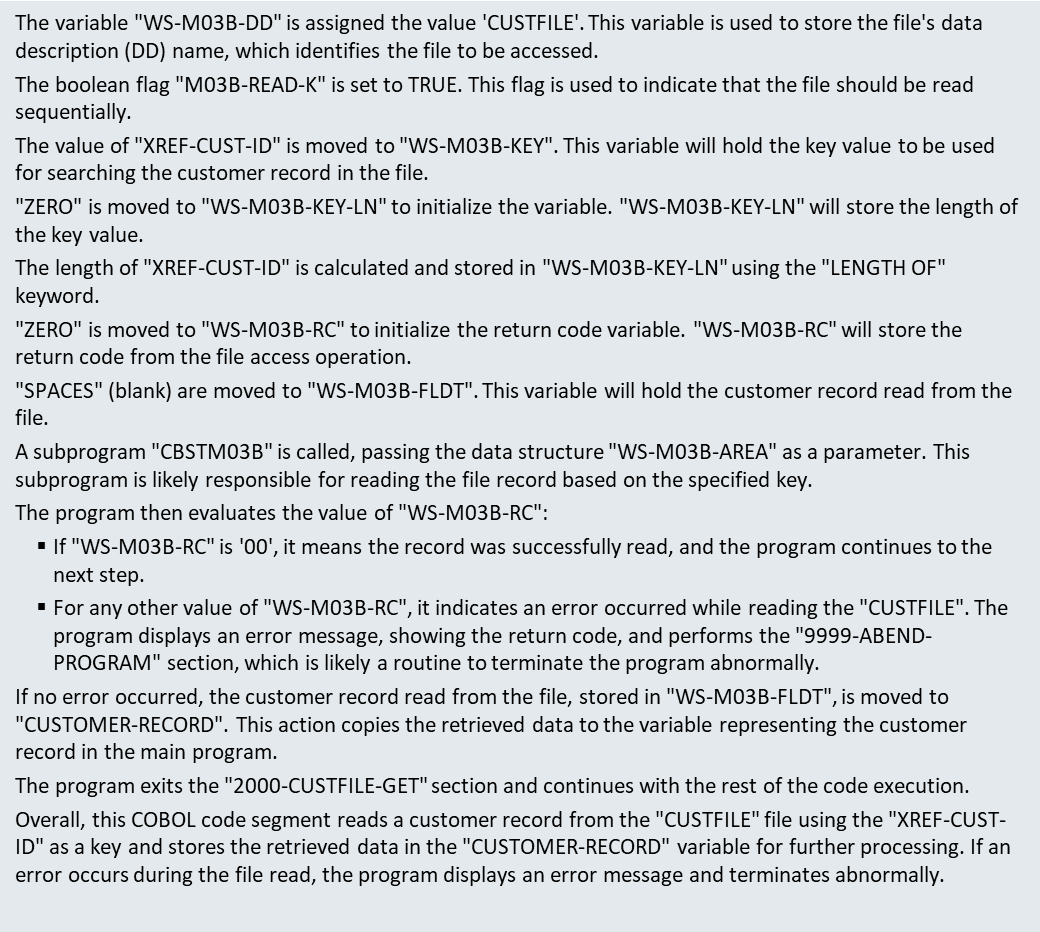 The variable "WS-M03B-DD" is assigned the value 'CUSTFILE'. This variable is used to store the file's data
description (DD) name, which identifies the file to be accessed.
The boolean flag "M03B-READ-K" is set to TRUE. This flag is used to indicate that the file should be read
sequentially.
The value of "XREF-CUST-ID" is moved to "WS-M03B-KEY". This variable will hold the key value to be used
for searching the customer record in the file.
"ZERO" is moved to "WS-M03B-KEY-LN" to initialize the variable. "WS-M03B-KEY-LN" will store the length of
the key value.
The length of "XREF-CUST-ID" is calculated and stored in "WS-M03B-KEY-LN" using the "LENGTH OF"
keyword.
"ZERO" is moved to "WS-M03B-RC" to initialize the return code variable. "WS-M03B-RC" will store the
return code from the file access operation.
"SPACES" (blank) are moved to "WS-M03B-FLDT". This variable will hold the customer record read from the
file.
A subprogram "CBSTM03B" is called, passing the data structure "WS-M03B-AREA" as a parameter. This
subprogram is likely responsible for reading the file record based on the specified key.
The program then evaluates the value of "WS-M03B-RC":
▪ If "WS-M03B-RC" is '00', it means the record was successfully read, and the program continues to the
next step.
▪ For any other value of "WS-M03B-RC", it indicates an error occurred while reading the "CUSTFILE". The
program displays an error message, showing the return code, and performs the "9999-ABEND-
PROGRAM" section, which is likely a routine to terminate the program abnormally.
If no error occurred, the customer record read from the file, stored in "WS-M03B-FLDT", is moved to
"CUSTOMER-RECORD". This action copies the retrieved data to the variable representing the customer
record in the main program.
The program exits the "2000-CUSTFILE-GET" section and continues with the rest of the code execution.
Overall, this COBOL code segment reads a customer record from the "CUSTFILE" file using the "XREF-CUST-
ID" as a key and stores the retrieved data in the "CUSTOMER-RECORD" variable for further processing. If an
error occurs during the file read, the program displays an error message and terminates abnormally.